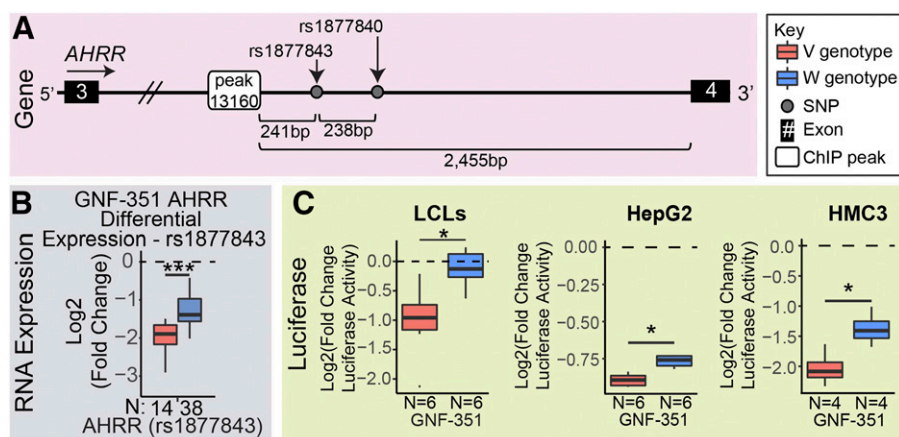 A
Gene
AHRR
rs1877843
rs1877840
5'
3
peak
13160
4
3'
241bp
238bp
2,455bp
Key
V genotype
W genotype
SNP
# Exon
ChIP peak
B
RNA Expression
GNF-351 AHRR
Differential
Expression - rs1877843
Log2
(Fold Change)
0
-1
-2
-3
***
N: 14 38
AHRR (rs1877843)
C
Luciferase
LCLs
Log2(Fold Change
Luciferase Activity)
0.0
-0.5
-1.0
-1.5
-2.0
*
N=6 N=6
GNF-351
HepG2
Log2(Fold Change
Luciferase Activity)
0.00
-0.25
-0.50
-0.75
*
N=6 N=6
GNF-351
HMC3
Log2(Fold Change
Luciferase Activity)
0.0
-0.5
-1.0
-1.5
-2.0
*
N=4 N=4
GNF-351